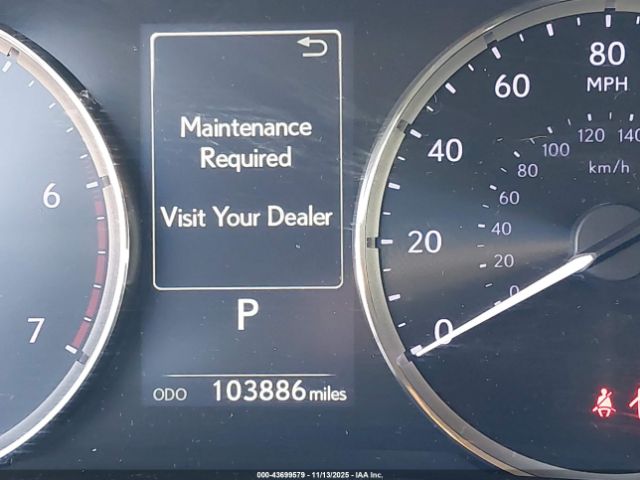 Maintenance
Required
Visit Your Dealer
P
ODO 103886 miles
6
7
80
MPH
60
40
20
0
140
120
100
80
60
40
20
0
km/h
000-43699579 - 11/13/2025 - IAA Inc.